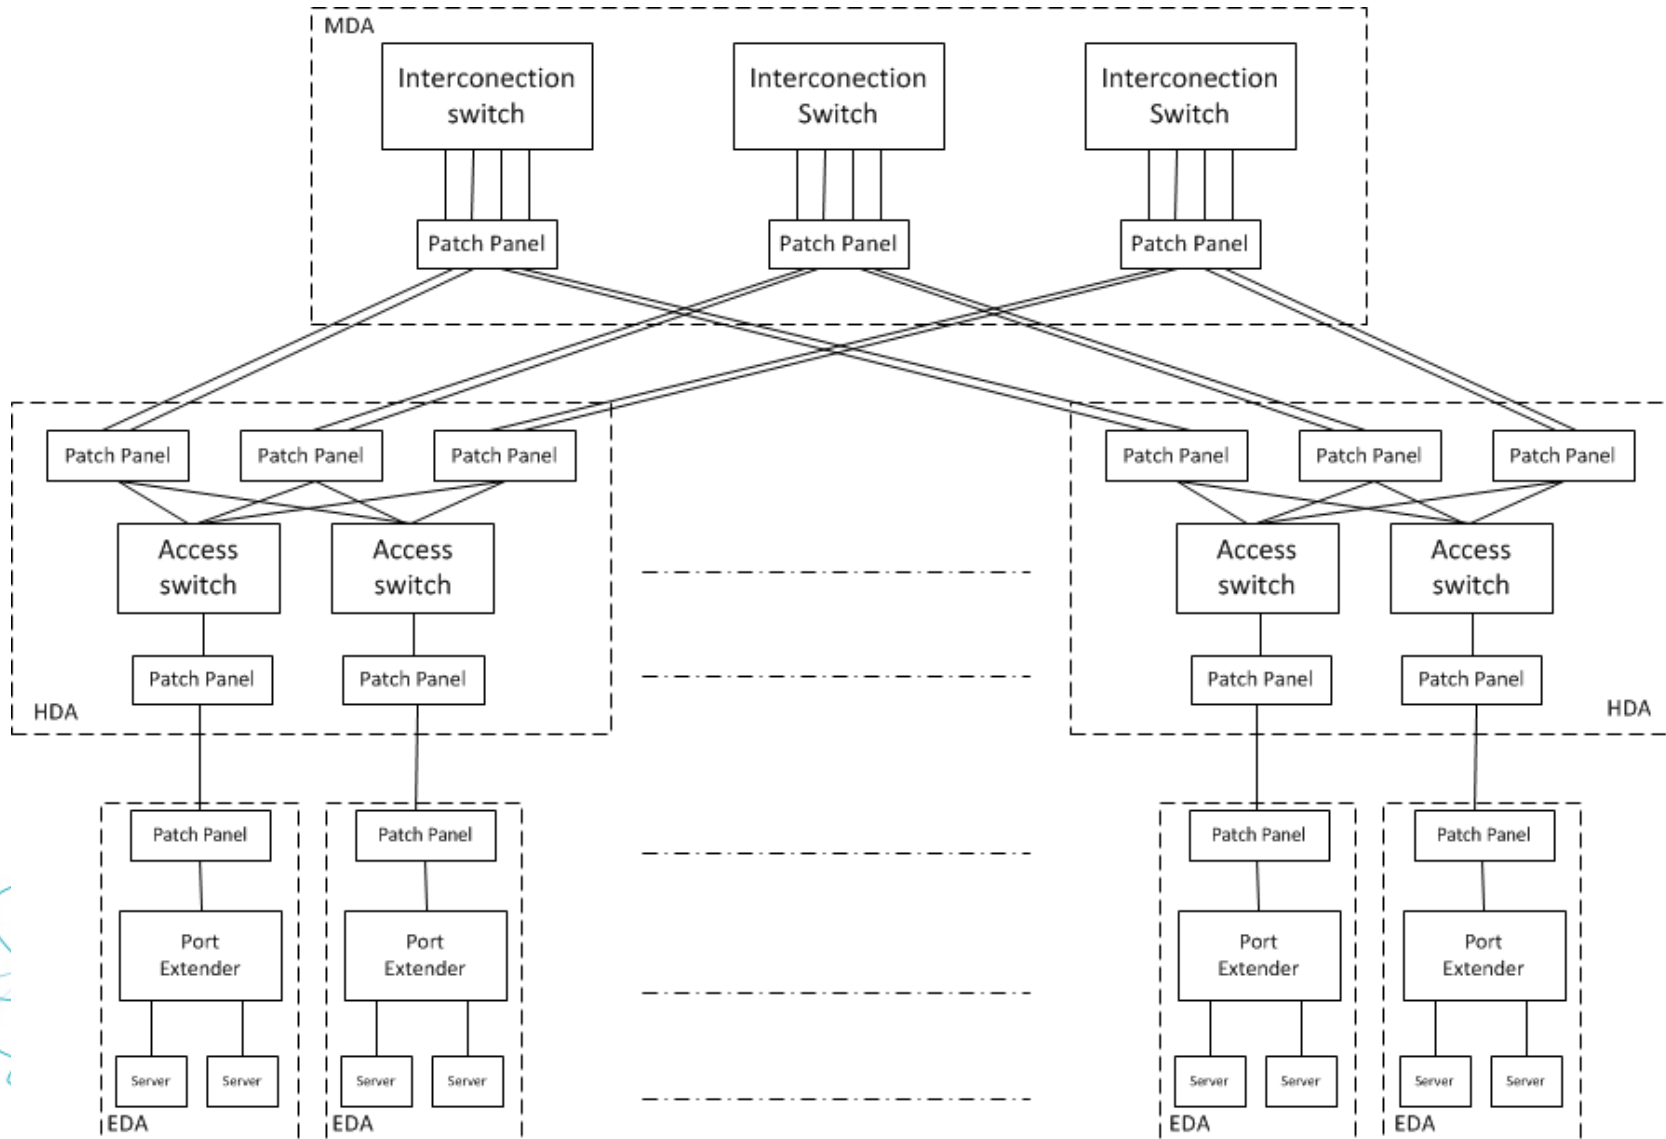 MDA
Interconection
switch
Interconection
Switch
Interconection
Switch
Patch Panel
Patch Panel
Patch Panel
Patch Panel
Patch Panel
Patch Panel
Patch Panel
Patch Panel
Patch Panel
Access
switch
Access
switch
Access
switch
Access
switch
Patch Panel
Patch Panel
Patch Panel
Patch Panel
HDA
HDA
Patch Panel
Patch Panel
Patch Panel
Patch Panel
Port
Extender
Port
Extender
Port
Extender
Port
Extender
Server
Server
Server
Server
Server
Server
Server
Server
EDA
EDA
EDA
EDA